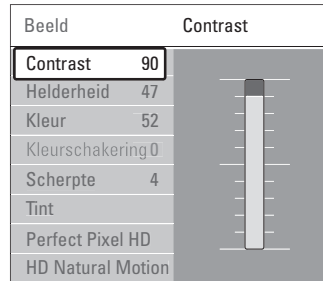 Beeld Contrast
Contrast 90
Helderheid 47
Kleur 52
Kleurschakering 0
Scherpte 4
Tint
Perfect Pixel HD
HD Natural Motion